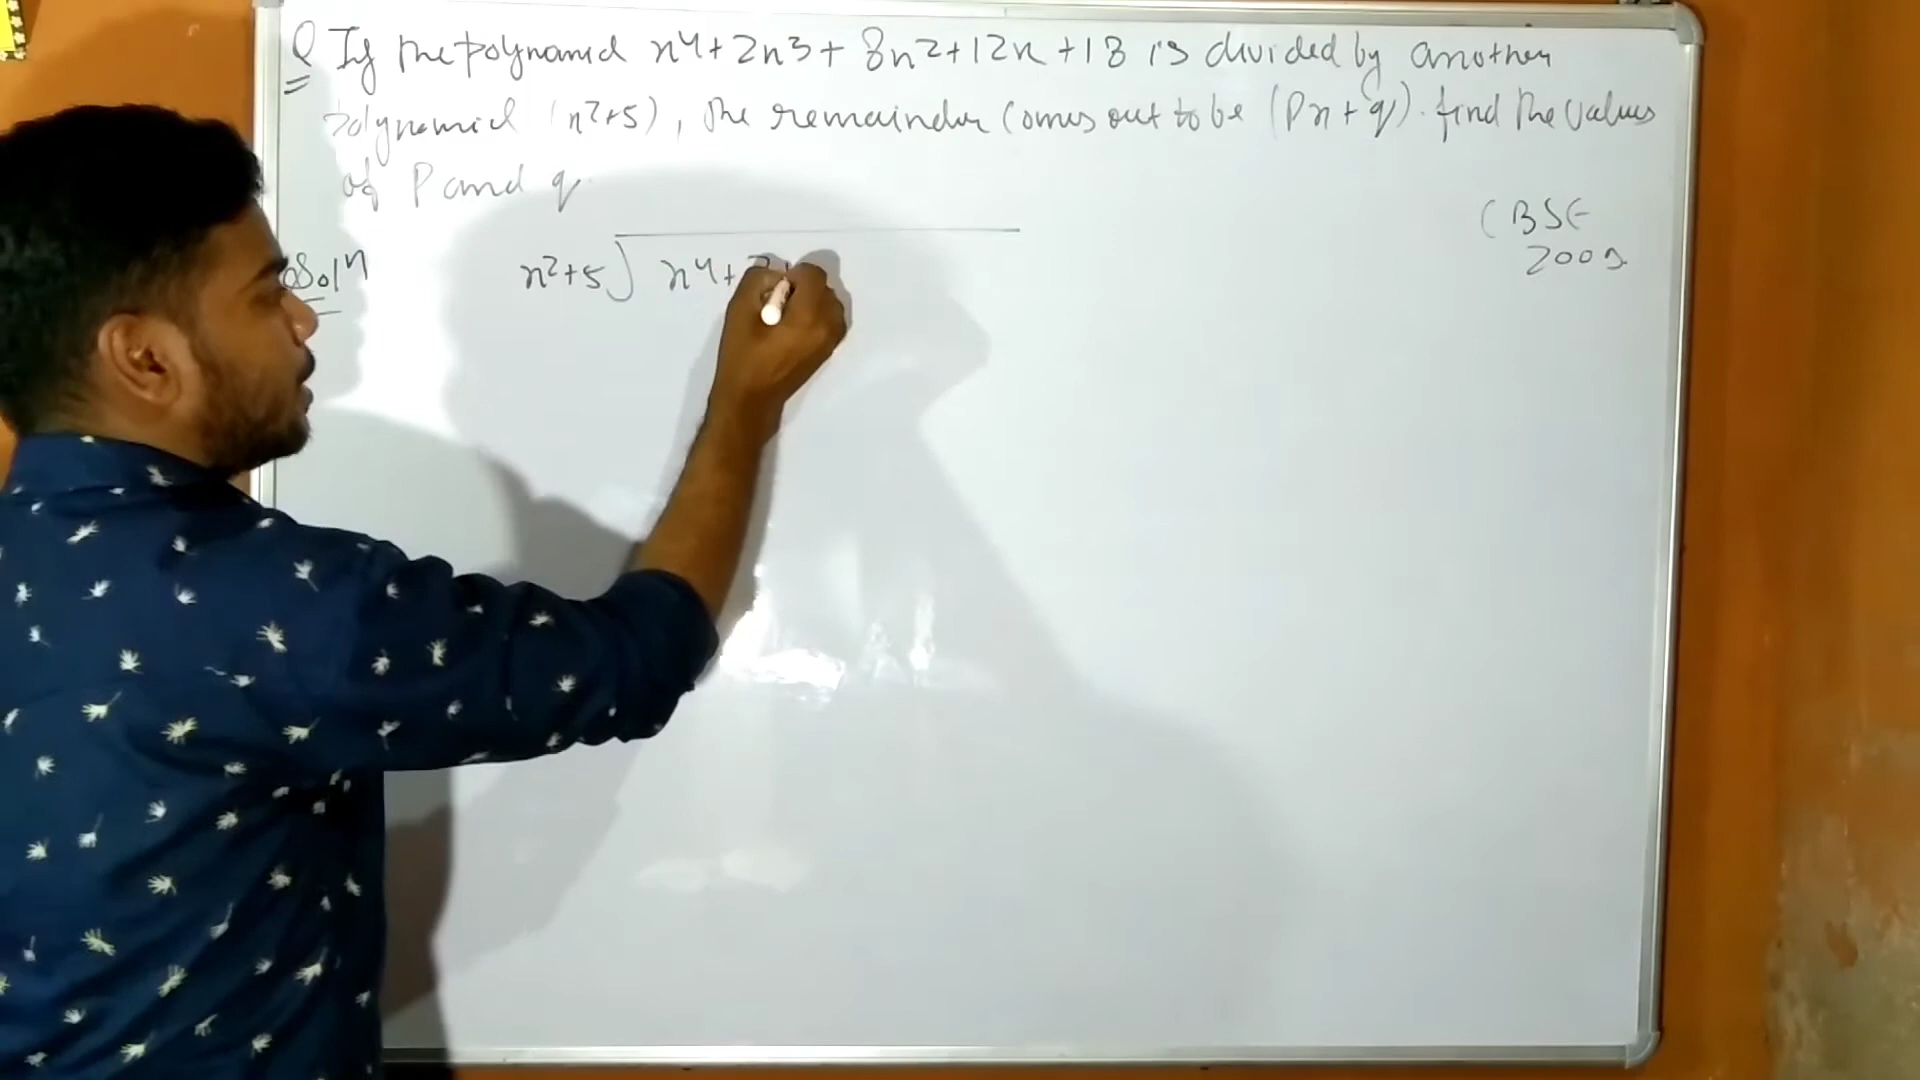 Q If the polynomial x4+2x3+8x2+12x+18 is divided by another
polynomial (x2+5), the remainder comes out to be (Px+q). find the values
of P and q
(BSE
2009
Soln x2+5) x4+2